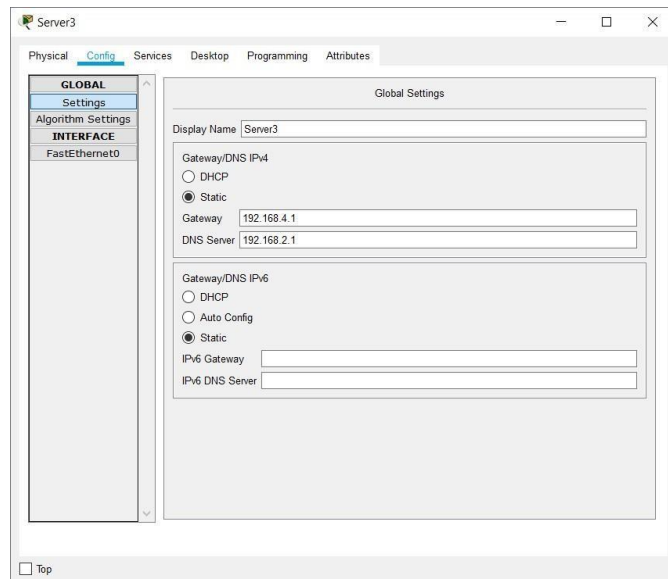 Server3
Physical Config Services Desktop Programming Attributes
GLOBAL
Settings
Algorithm Settings
INTERFACE
FastEthernet0
Global Settings
Display Name Server3
Gateway/DNS IPv4
DHCP
Static
Gateway 192.168.4.1
DNS Server 192.168.2.1
Gateway/DNS IPv6
DHCP
Auto Config
Static
IPv6 Gateway
IPv6 DNS Server
Top